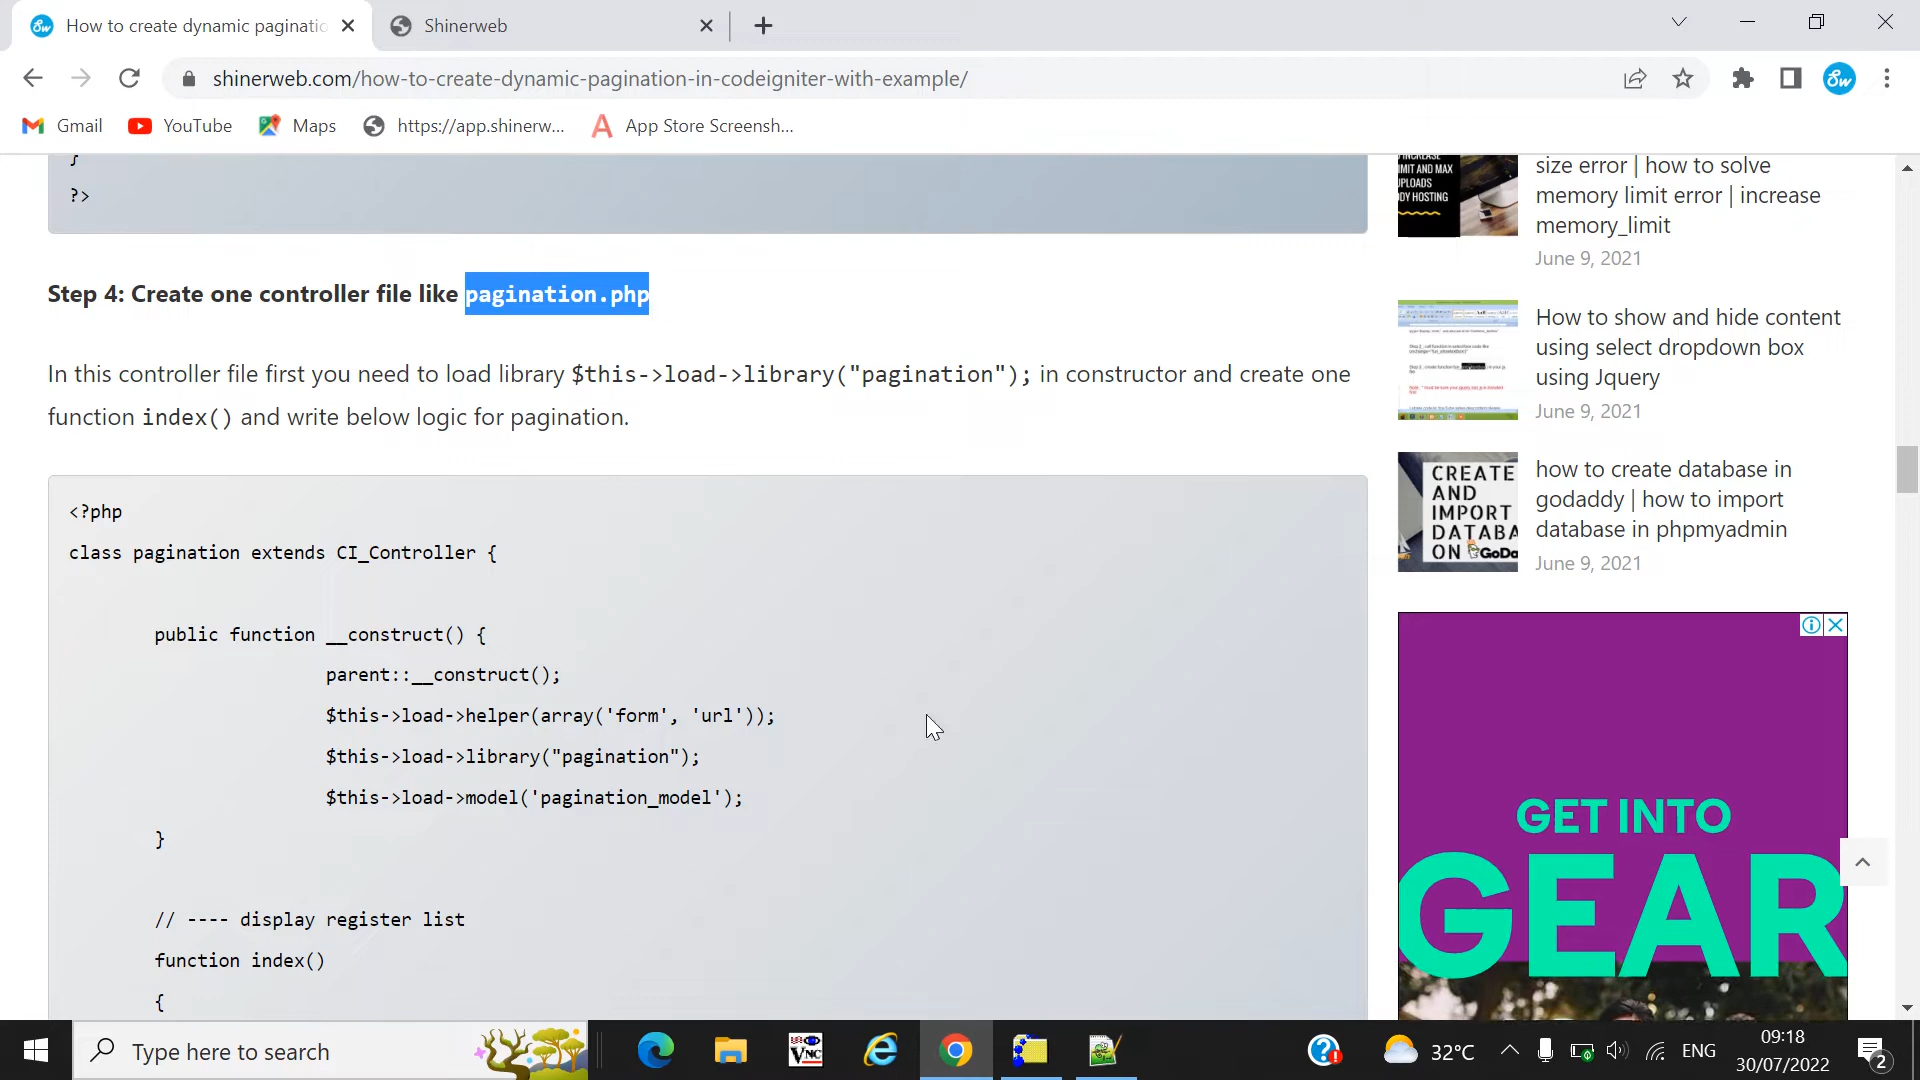 How to create dynamic paginatio
Shinerweb
shinerweb.com/how-to-create-dynamic-pagination-in-codeigniter-with-example/
Gmail
YouTube
Maps
https://app.shinerw...
App Store Screensh...
}
?>
Step 4: Create one controller file like pagination.php
In this controller file first you need to load library $this->load->library("pagination"); in constructor and create one
function index() and write below logic for pagination.
<?php
class pagination extends CI_Controller {
public function __construct() {
parent::__construct();
$this->load->helper(array('form', 'url'));
$this->load->library("pagination");
$this->load->model('pagination_model');
}
// ---- display register list
function index()
{
size error | how to solve
memory limit error | increase
memory_limit
June 9, 2021
How to show and hide content
using select dropdown box
using Jquery
June 9, 2021
CREATE
AND
IMPORT
DATABA
ON GoDa
how to create database in
godaddy | how to import
database in phpmyadmin
June 9, 2021
GET INTO
GEAR
Type here to search
32°C
ENG
09:18
30/07/2022
2